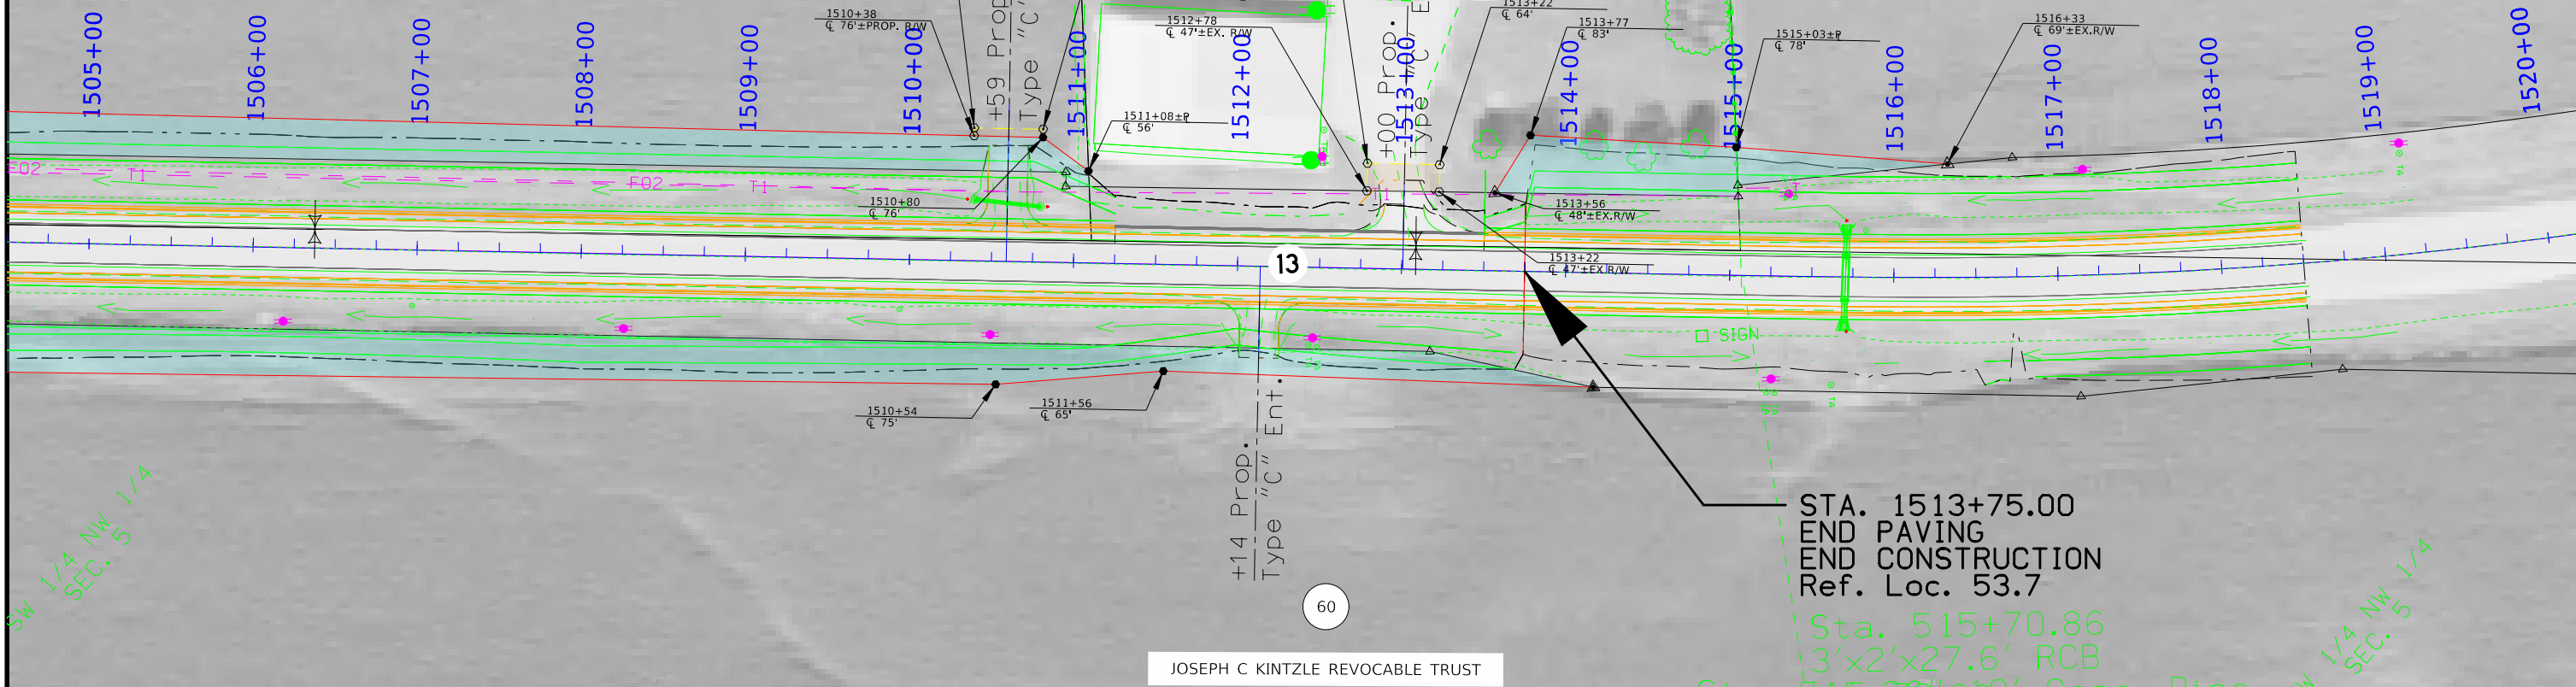 1505+00
1506+00
1507+00
1508+00
1509+00
1510+00
1511+00
1512+00
1513+00
1514+00
1515+00
1516+00
1517+00
1518+00
1519+00
1520+00
1510+38
℄ 76'±PROP. R/W
+59 Prop
Type "C"
1512+78
℄ 47'±EX. R/W
+00 Prop.
Type "C" E
1513+22
℄ 64'
1513+77
℄ 83'
1515+03±P
℄ 78'
1516+33
℄ 69'±EX.R/W
1511+08±P
℄ 56'
FO2
T1
FO2
T1
T1
T
1510+80
℄ 76'
1513+56
℄ 48'±EX.R/W
1513+22
℄ 47'±EX.R/W
13
SIGN
1510+54
℄ 75'
1511+56
℄ 65'
+14 Prop.
Type "C" Ent.
STA. 1513+75.00
END PAVING
END CONSTRUCTION
Ref. Loc. 53.7
Sta. 515+70.86
3'x2'x27.6' RCB
SW 1/4 NW 1/4
SEC. 5
W 1/4 NW 1/4
SEC. 5
60
JOSEPH C KINTZLE REVOCABLE TRUST